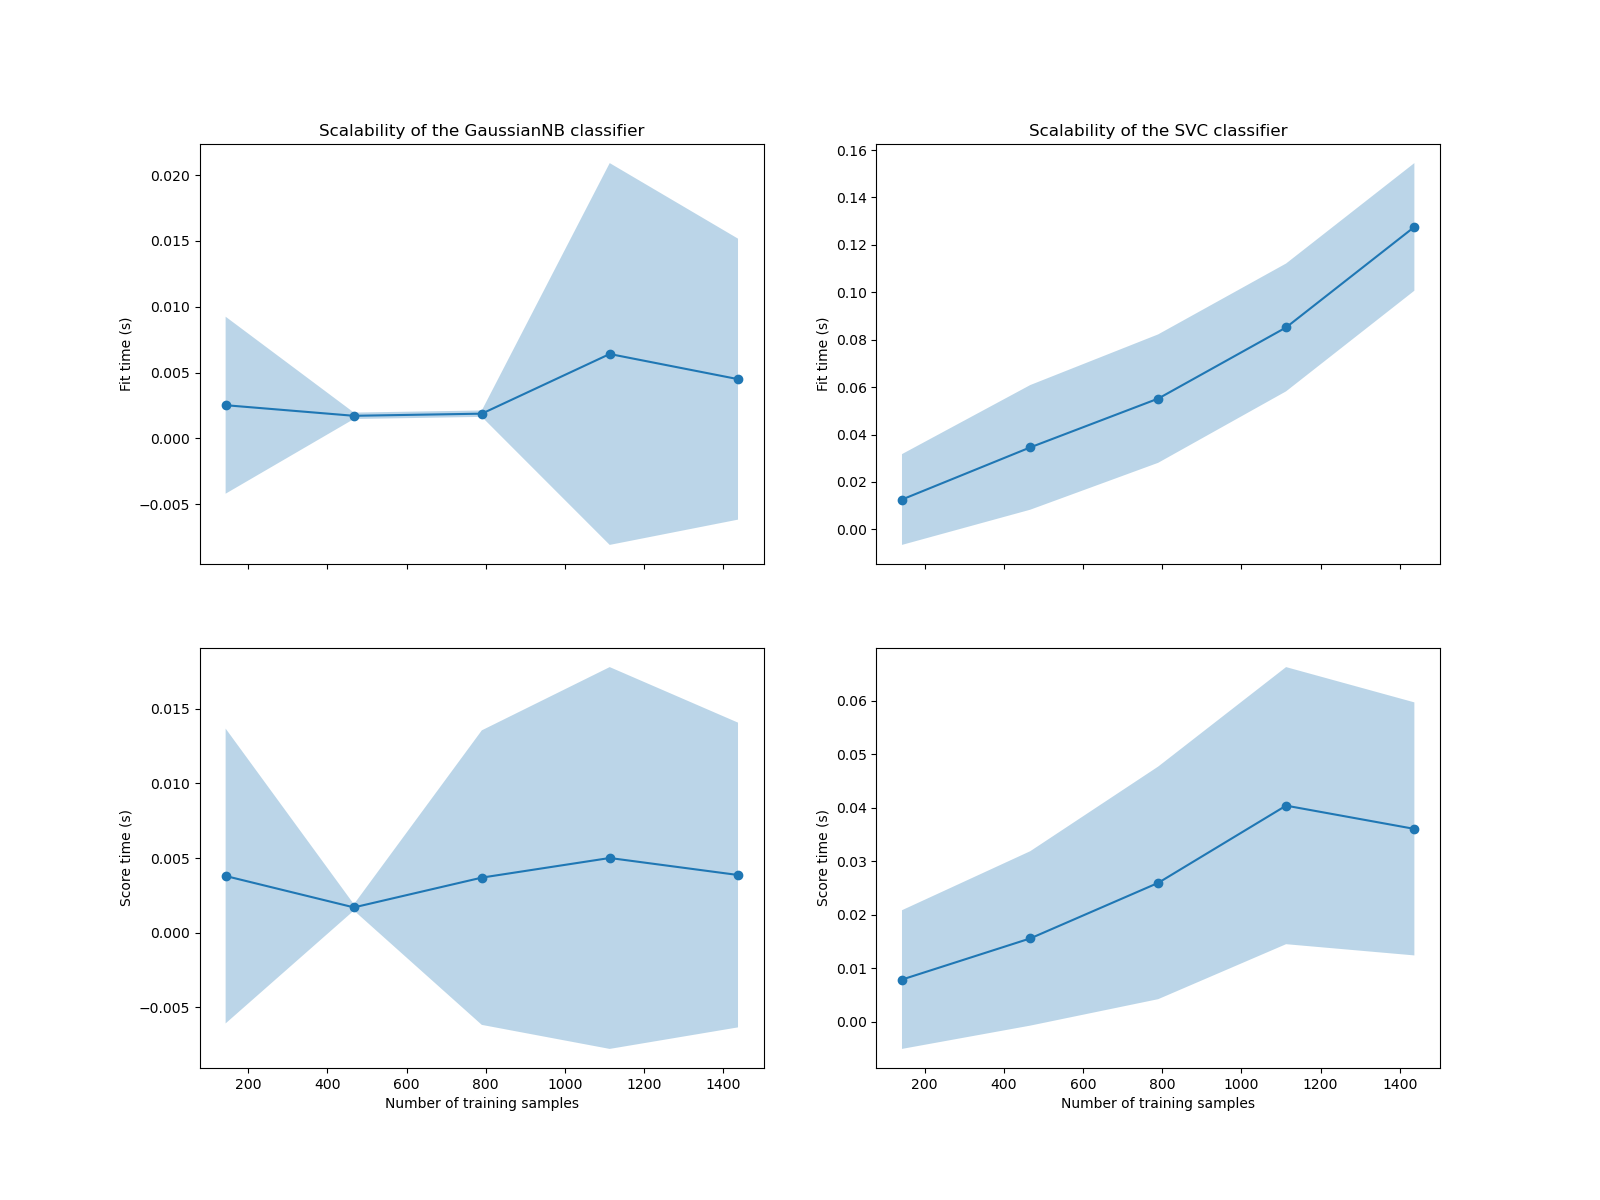 Scalability of the GaussianNB classifier
0.020
0.015
0.010
0.005
0.000
−0.005
Fit time (s)
Scalability of the SVC classifier
0.16
0.14
0.12
0.10
0.08
0.06
0.04
0.02
0.00
Fit time (s)
0.015
0.010
0.005
0.000
−0.005
Score time (s)
200 400 600 800 1000 1200 1400
Number of training samples
0.06
0.05
0.04
0.03
0.02
0.01
0.00
Score time (s)
200 400 600 800 1000 1200 1400
Number of training samples